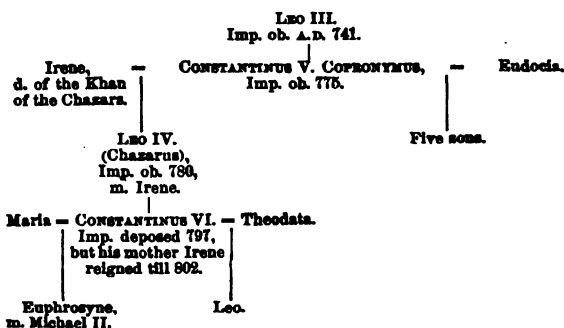 LEO III.
Imp. ob. A.D. 741.
Irene, — CONSTANTINUS V. COPRONYMUS, — Eudocia.
d. of the Khan Imp. ob. 775.
of the Chazars.
LEO IV. Five sons.
(Chazarus),
Imp. ob. 780,
m. Irene.
Maria — CONSTANTINUS VI. — Theodata.
Imp. deposed 797,
but his mother Irene
reigned till 802.
Euphrosyne, Leo.
m. Michael II.